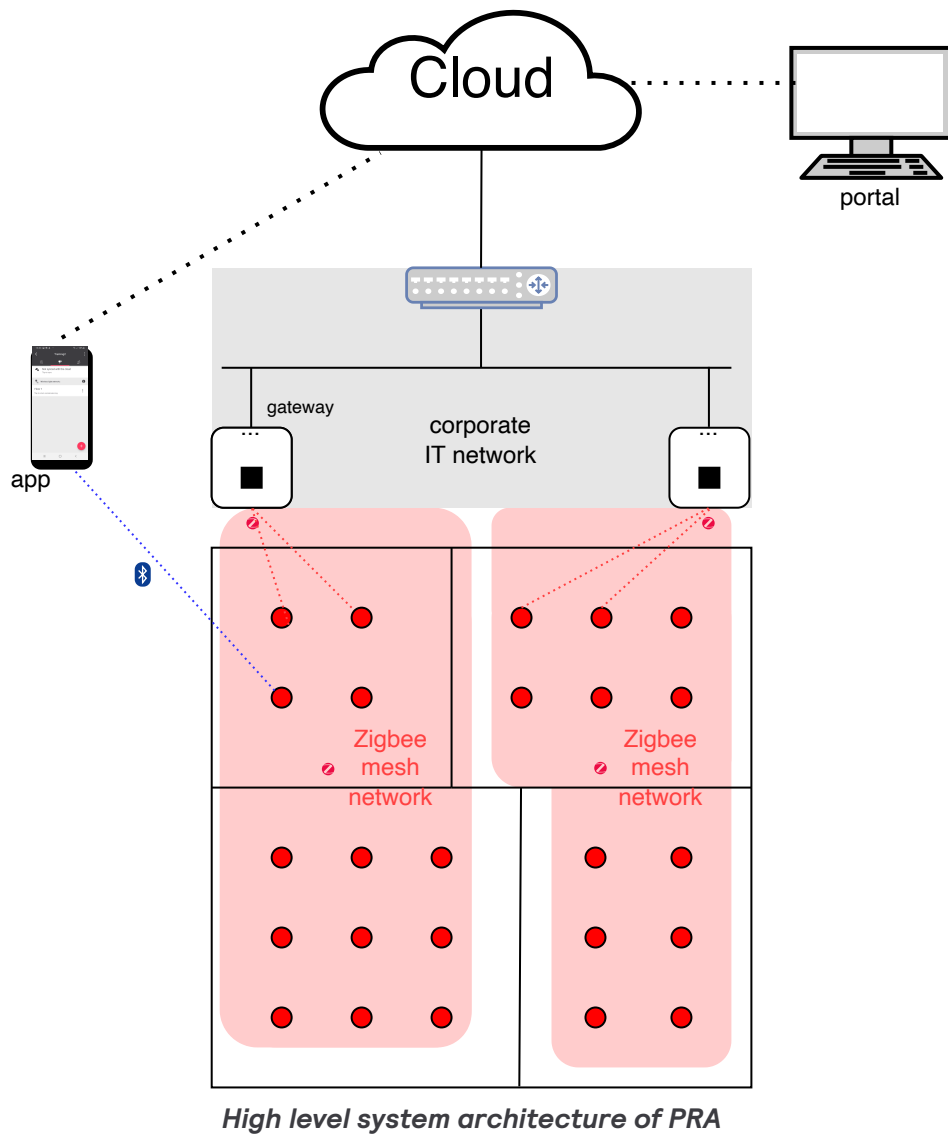 Cloud
portal
gateway
corporate
IT network
app
Zigbee
mesh
network
Zigbee
mesh
network
High level system architecture of PRA